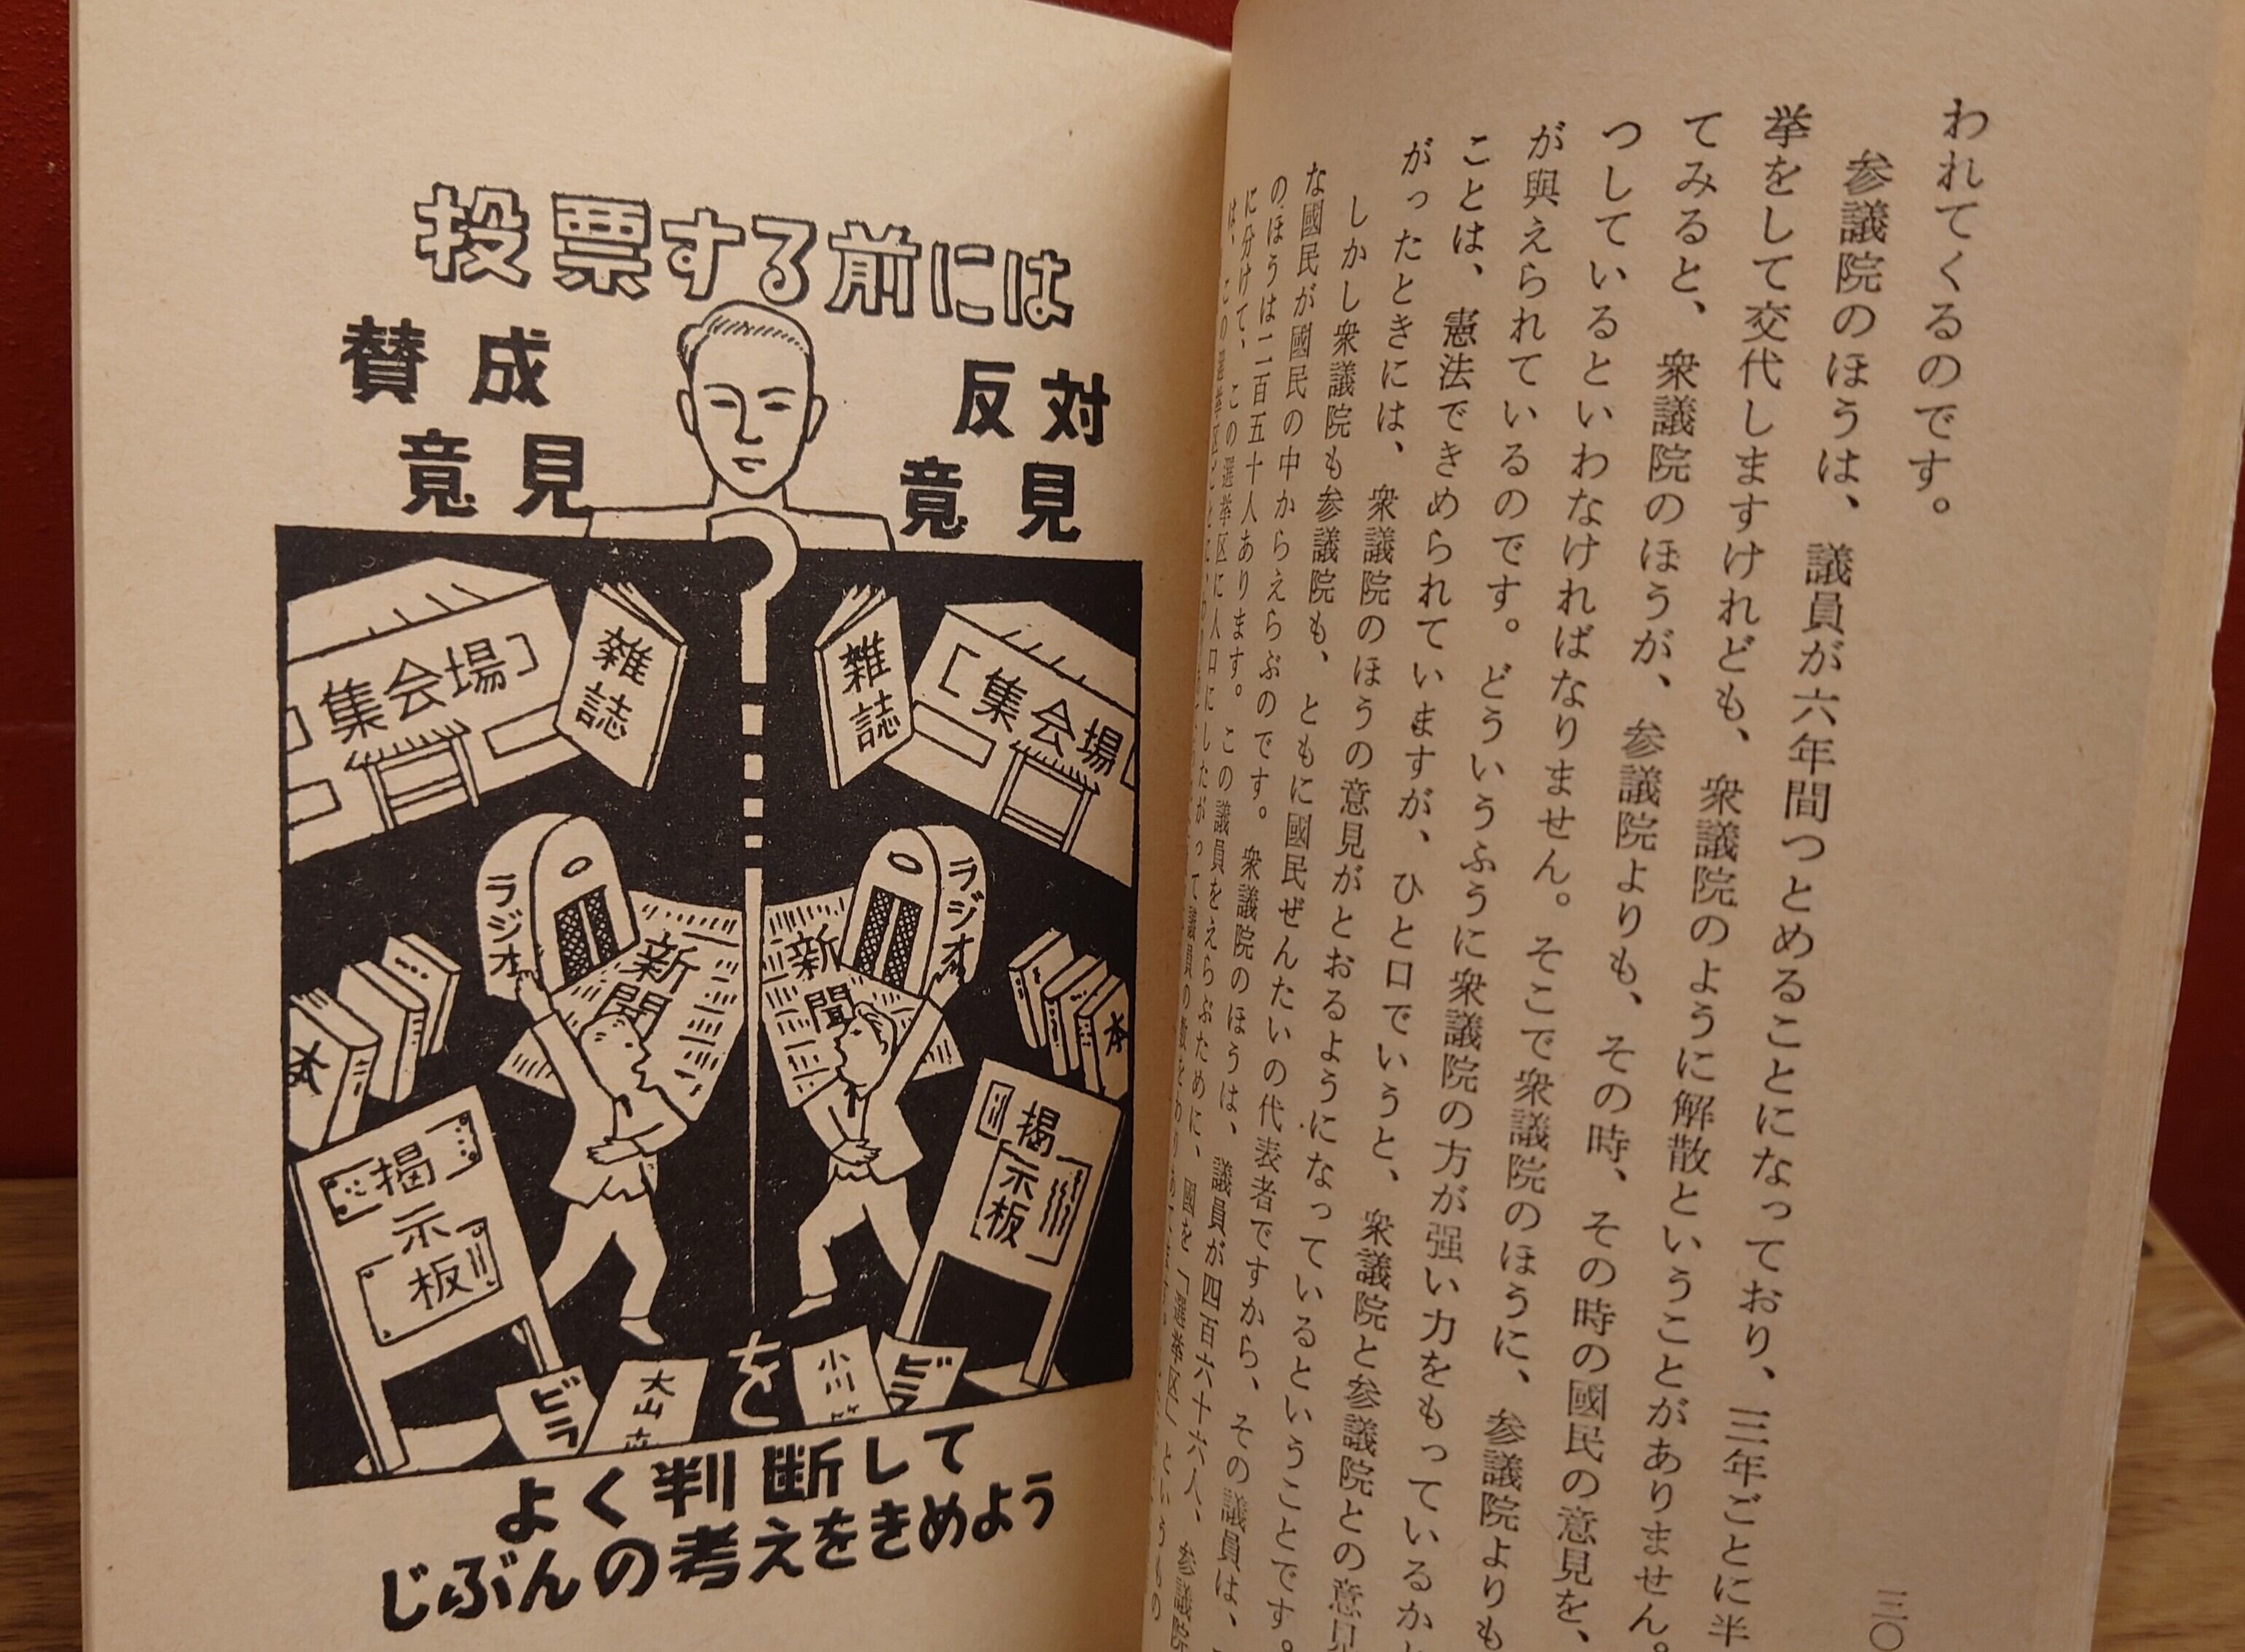 われてくるのです。
参議院のほうは、議員が六年間つとめることになっており、三年ごとに半
挙をして交代しますけれども、衆議院のように解散ということがありません。
てみると、衆議院のほうが、参議院よりも、その時、その時の國民の意見を、
つしているといわなければなりません。そこで衆議院のほうに、参議院よりも
が與えられているのです。どういうふうに衆議院の方が强い力をもっているか
ことは、憲法できめられていますが、ひと口でいうと、衆議院と参議院との意見
がったときには、衆議院のほうの意見がとおるようになっているということです。
しかし衆議院も参議院も、ともに國民ぜんたいの代表者ですから、その議員は、
な國民が國民の中からえらぶのです。衆議院のほうは、議員が四百六十六人、参議院
のほうは二百五十人あります。この議員をえらぶために、國を「選挙区」というもの
に分けて、この選挙区に人口にしたがって議員の数を
は、この選挙区ごとに
三〇
投票する前には
賛成
意見
反対
意見
集会場
雑誌
雑誌
集会場
ラジオ
新聞
新聞
ラジオ
本
本
掲示板
掲示板
ビラ
大山
を
小川
ビラ
よく判断して
じぶんの考えをきめよう